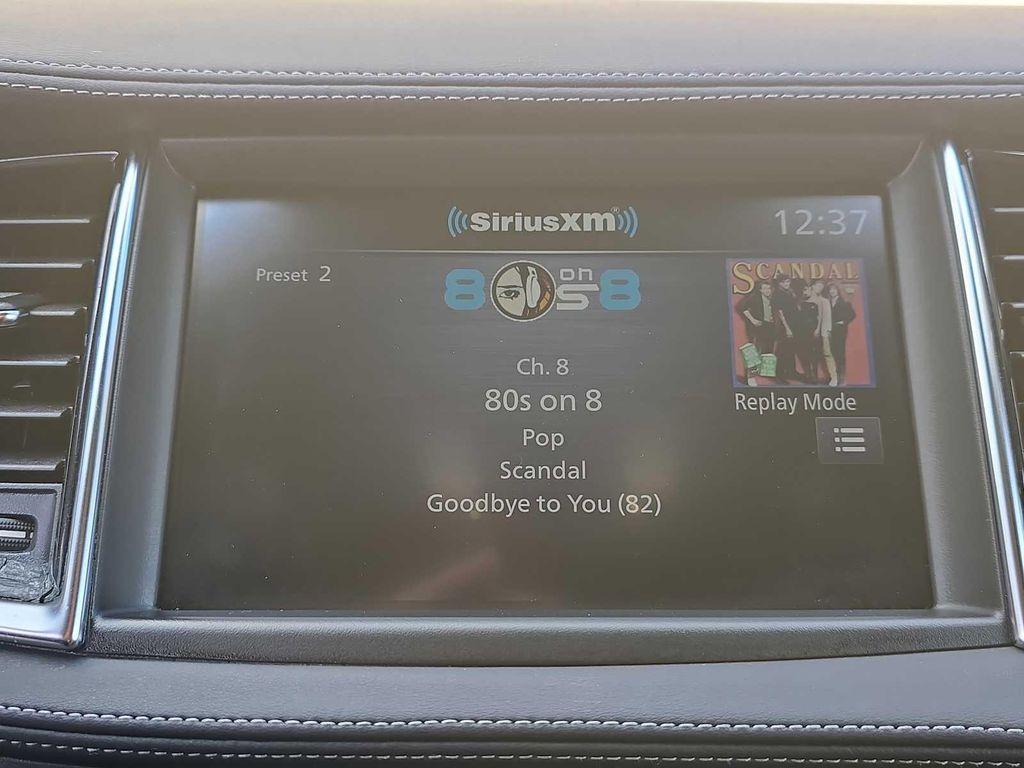 SiriusXM
12:37
Preset 2
80s on 8
SCANDAL
Ch. 8
80s on 8
Replay Mode
Pop
Scandal
Goodbye to You (82)